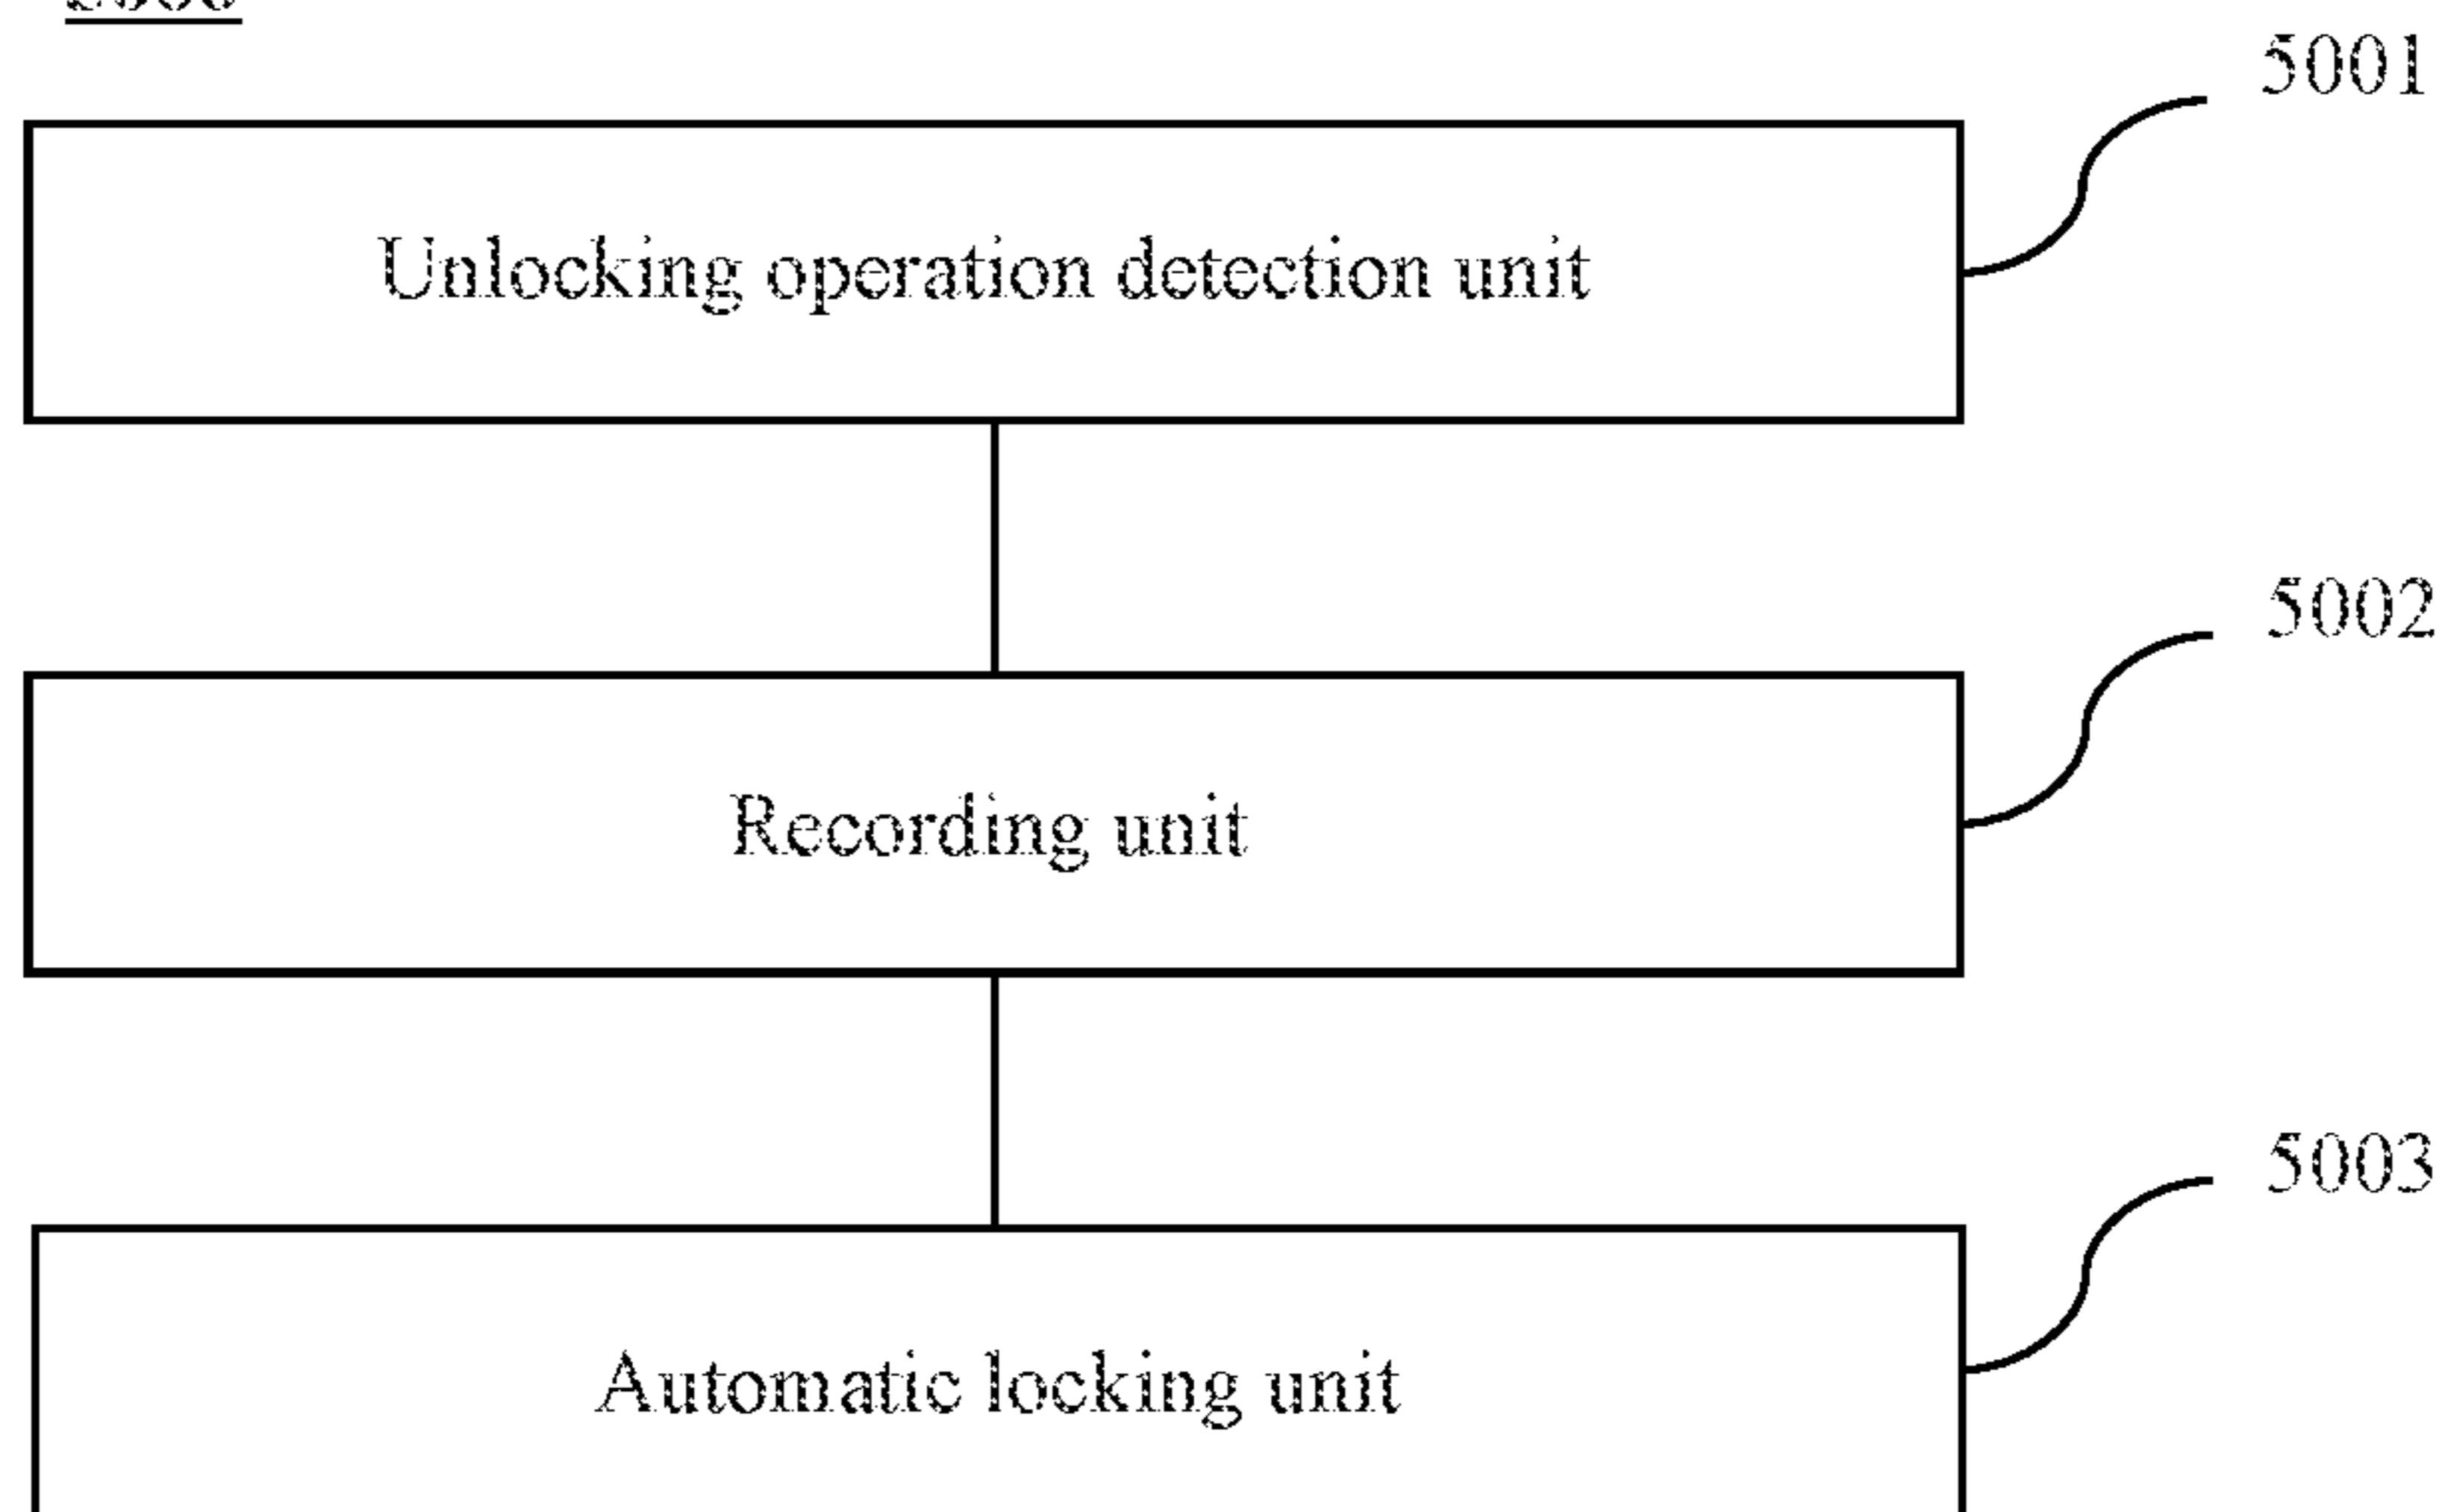 5001
Unlocking operation detection unit
5002
Recording unit
5003
Automatic locking unit